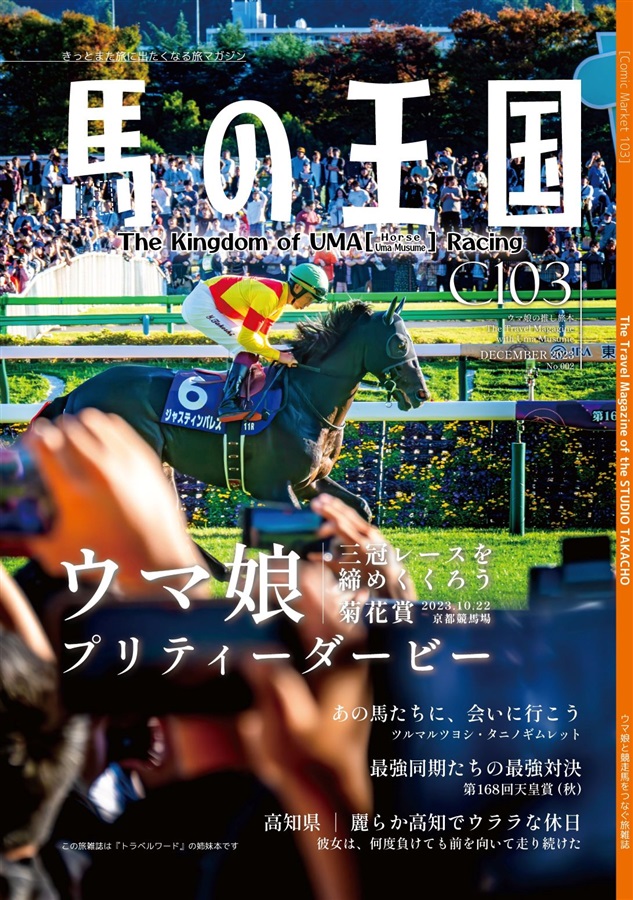 きっとまた旅に出たくなる旅マガジン
[Comic Market 103]
馬の王国
The Kingdom of UMA[Horse Uma Musume] Racing
C103
ウマ娘の推し旅本
The Travel Magazine
with Uma Musume
DECEMBER 2023
No.002
JRA 東
第16
6
ジャスティンパレス
11R
The Travel Magazine of the STUDIO TAKACHO
ウマ娘
プリティーダービー
三冠レースを
締めくくろう
菊花賞 2023.10.22
京都競馬場
あの馬たちに、会いに行こう
ツルマルツヨシ・タニノギムレット
最強同期たちの最強対決
第168回天皇賞（秋）
高知県｜麗らか高知でウララな休日
彼女は、何度負けても前を向いて走り続けた
この旅雑誌は『トラベルワード』の姉妹本です
ウマ娘と競走馬をつなぐ旅雑誌